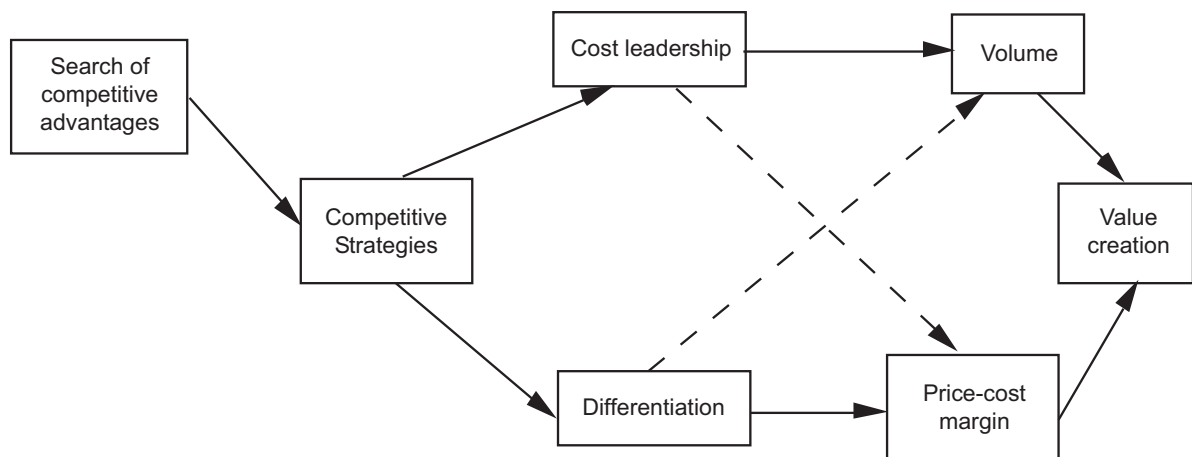 Search of
competitive
advantages
Competitive
Strategies
Cost leadership
Differentiation
Volume
Price-cost
margin
Value
creation